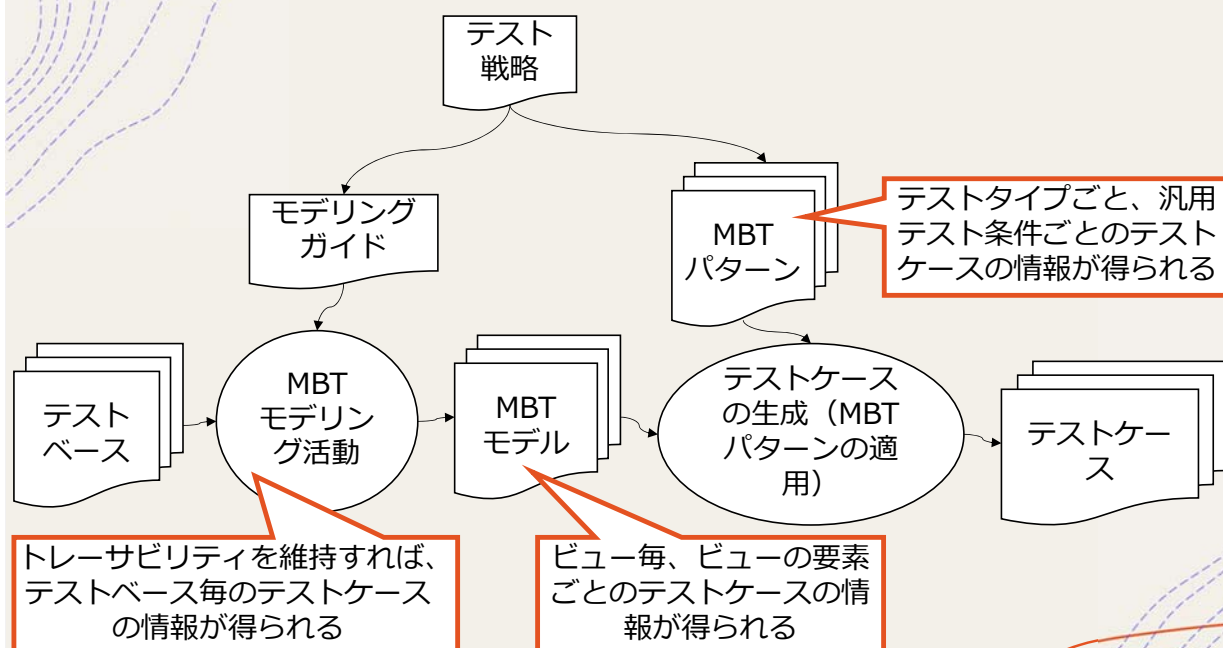 テスト
戦略
モデリング
ガイド
MBT
パターン
テストタイプごと、汎用
テスト条件ごとのテスト
ケースの情報が得られる
テスト
ベース
MBT
モデリン
グ活動
MBT
モデル
テストケース
の生成（MBT
パターンの適
用）
テストケー
ス
トレーサビリティを維持すれば、
テストベース毎のテストケース
の情報が得られる
ビュー毎、ビューの要素
ごとのテストケースの情
報が得られる